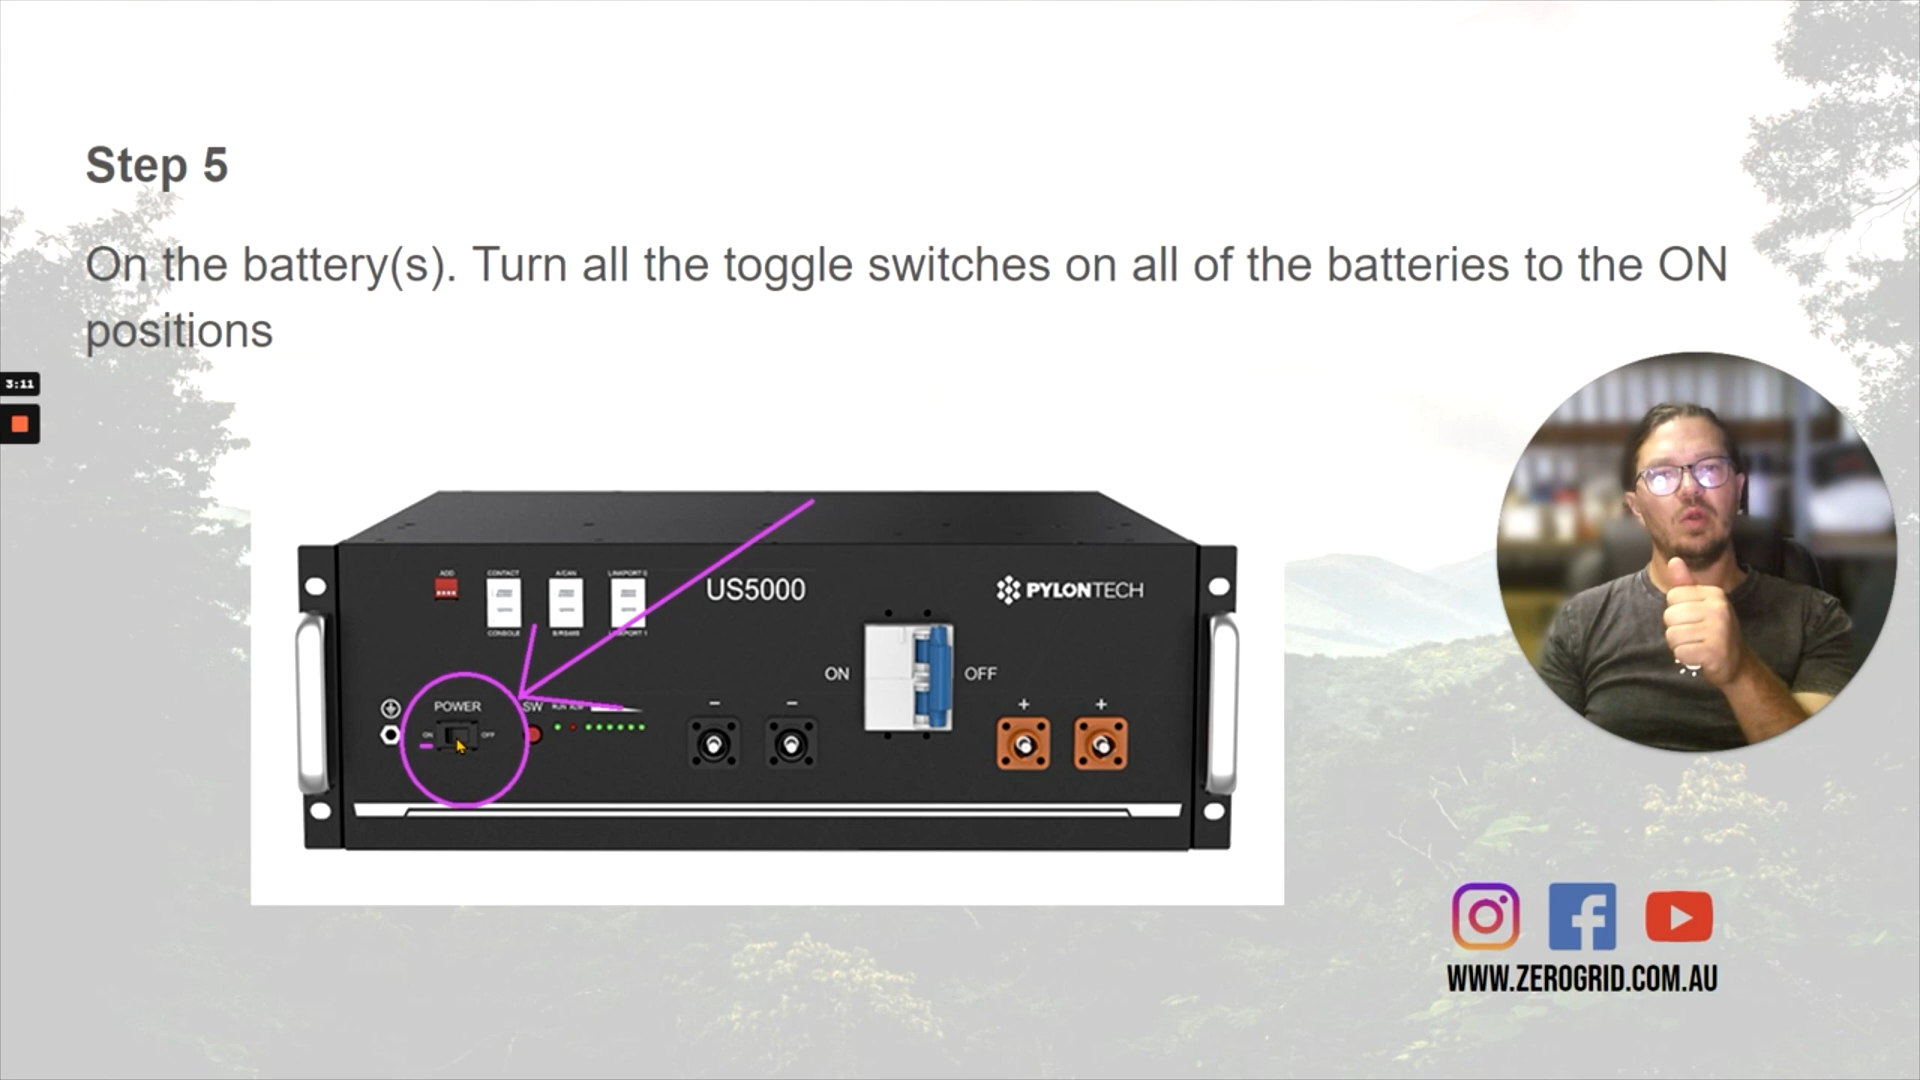 Step 5
On the battery(s). Turn all the toggle switches on all of the batteries to the ON
positions
3:11
ADD
CONTACT
A/CAN
LINKPORT 0
US5000
PYLONTECH
CONSOLE
B/RS485
LINKPORT 1
ON
OFF
POWER
SW
RUN
ALM
- -
+ +
ON
OFF
WWW.ZEROGRID.COM.AU